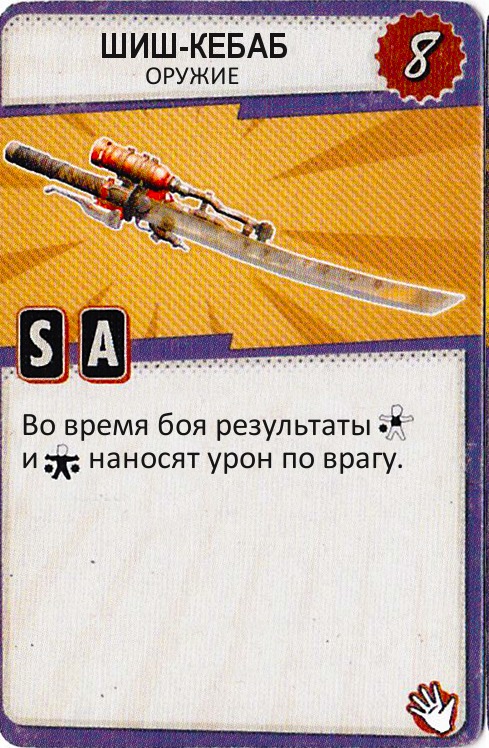 ШИШ-КЕБАБ
ОРУЖИЕ
8
S A
Во время боя результаты
и наносят урон по врагу.